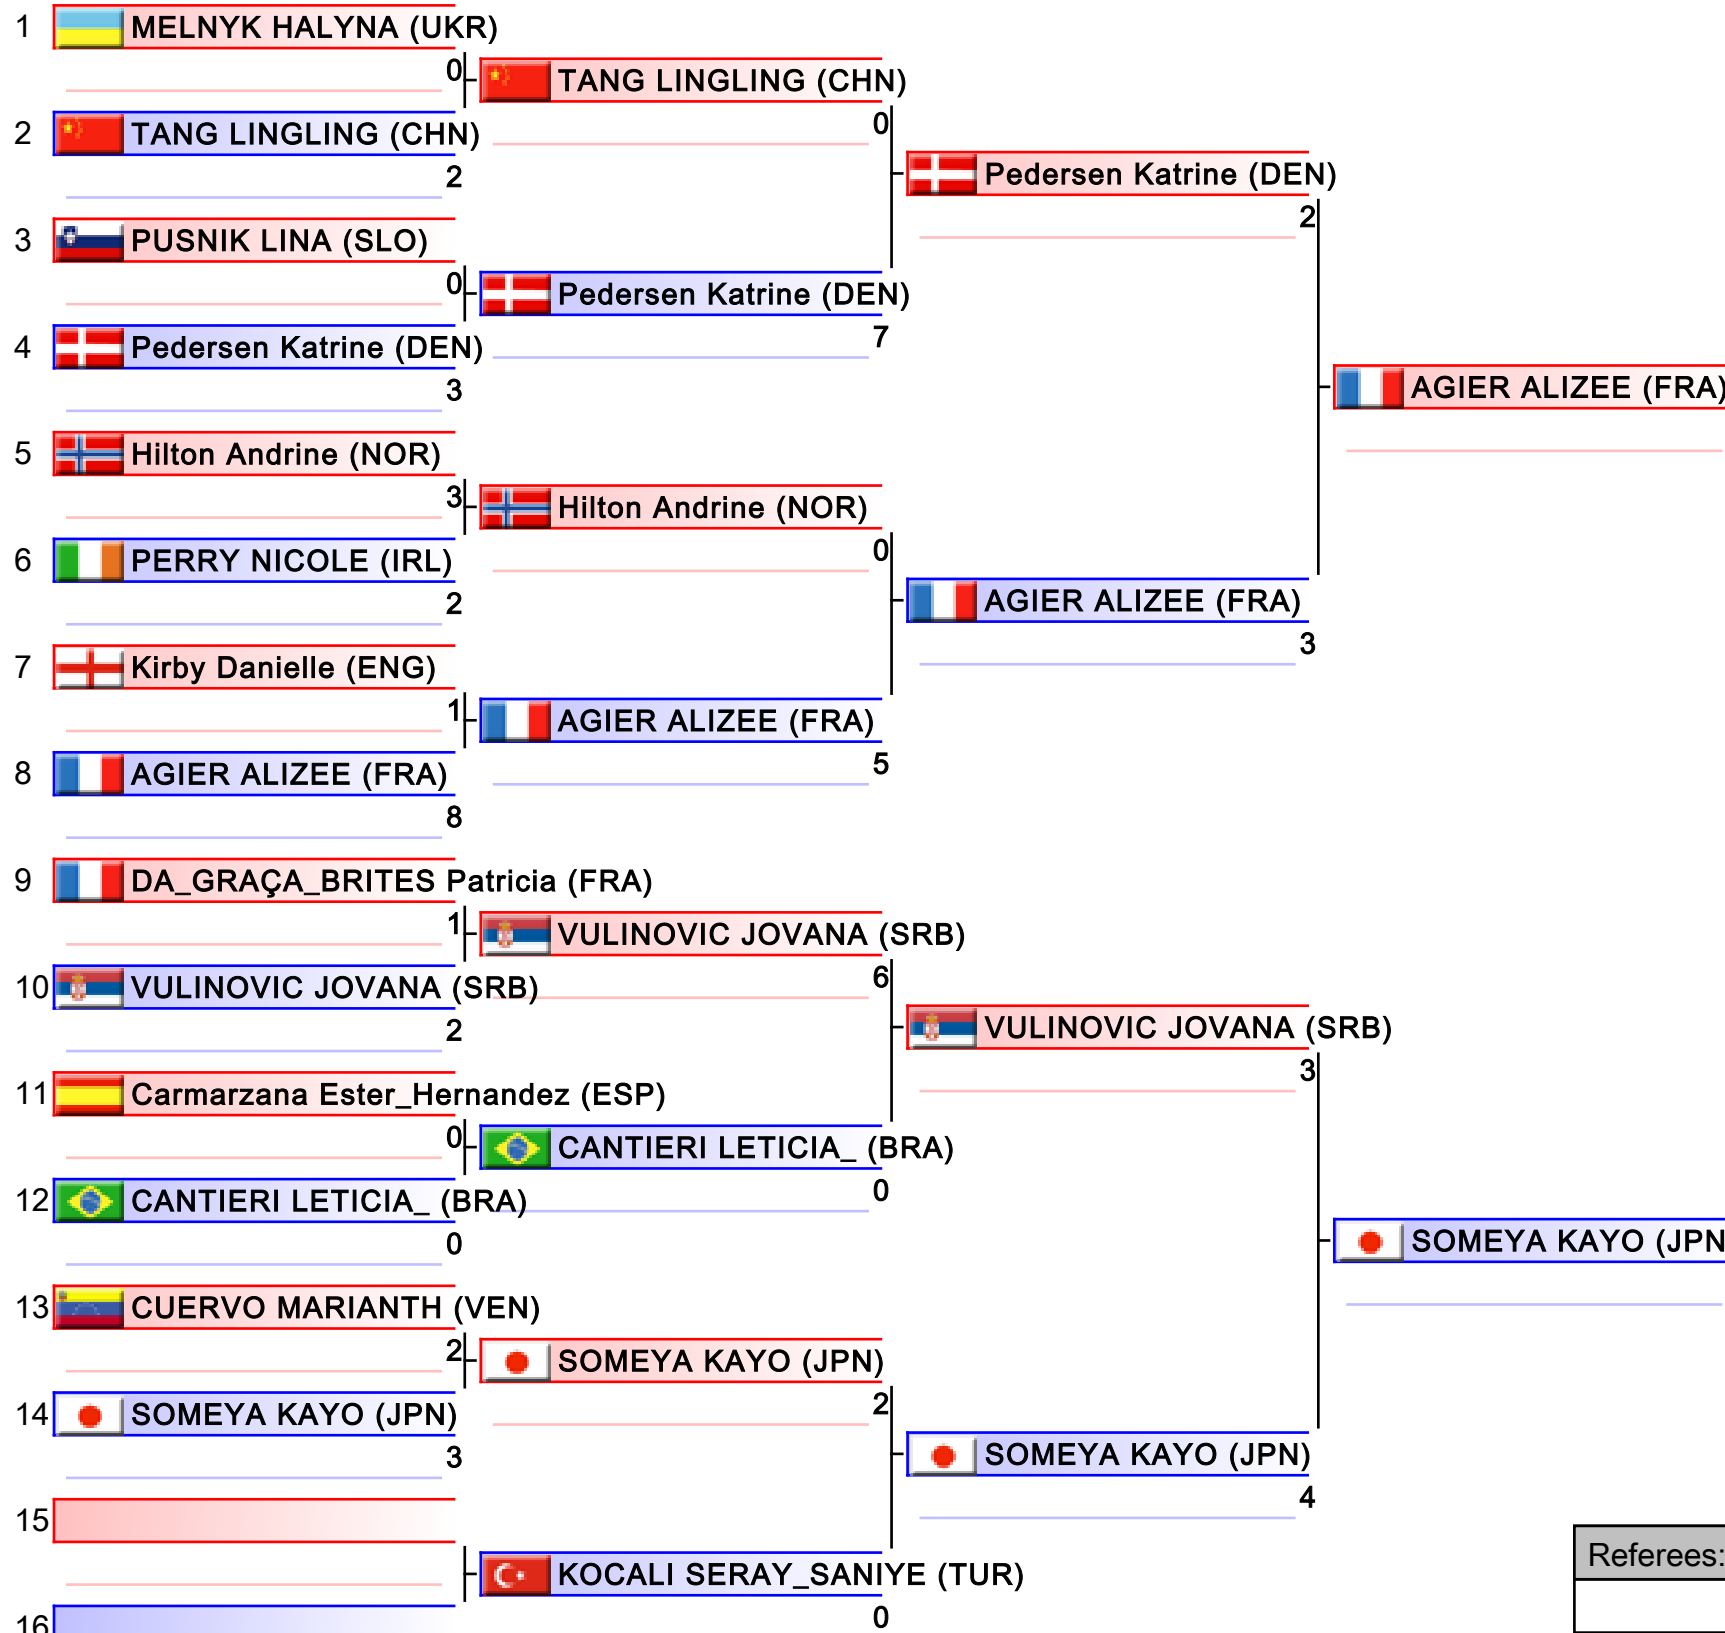 1 MELNYK HALYNA (UKR)
0 TANG LINGLING (CHN)
2 TANG LINGLING (CHN)
0
2
Pedersen Katrine (DEN)
2
3 PUSNIK LINA (SLO)
0 Pedersen Katrine (DEN)
4 Pedersen Katrine (DEN)
7
3
AGIER ALIZEE (FRA)
5 Hilton Andrine (NOR)
3 Hilton Andrine (NOR)
6 PERRY NICOLE (IRL)
0
2
AGIER ALIZEE (FRA)
3
7 Kirby Danielle (ENG)
1 AGIER ALIZEE (FRA)
8 AGIER ALIZEE (FRA)
5
8
9 DA_GRAÇA_BRITES Patricia (FRA)
1 VULINOVIC JOVANA (SRB)
10 VULINOVIC JOVANA (SRB)
6
2
VULINOVIC JOVANA (SRB)
3
11 Carmarzana Ester_Hernandez (ESP)
0 CANTIERI LETICIA_ (BRA)
12 CANTIERI LETICIA_ (BRA)
0
0
SOMEYA KAYO (JPN
13 CUERVO MARIANTH (VEN)
2 SOMEYA KAYO (JPN)
14 SOMEYA KAYO (JPN)
2
3
SOMEYA KAYO (JPN)
4
15
KOCALI SERAY_SANIYE (TUR)
0
16
Referees: